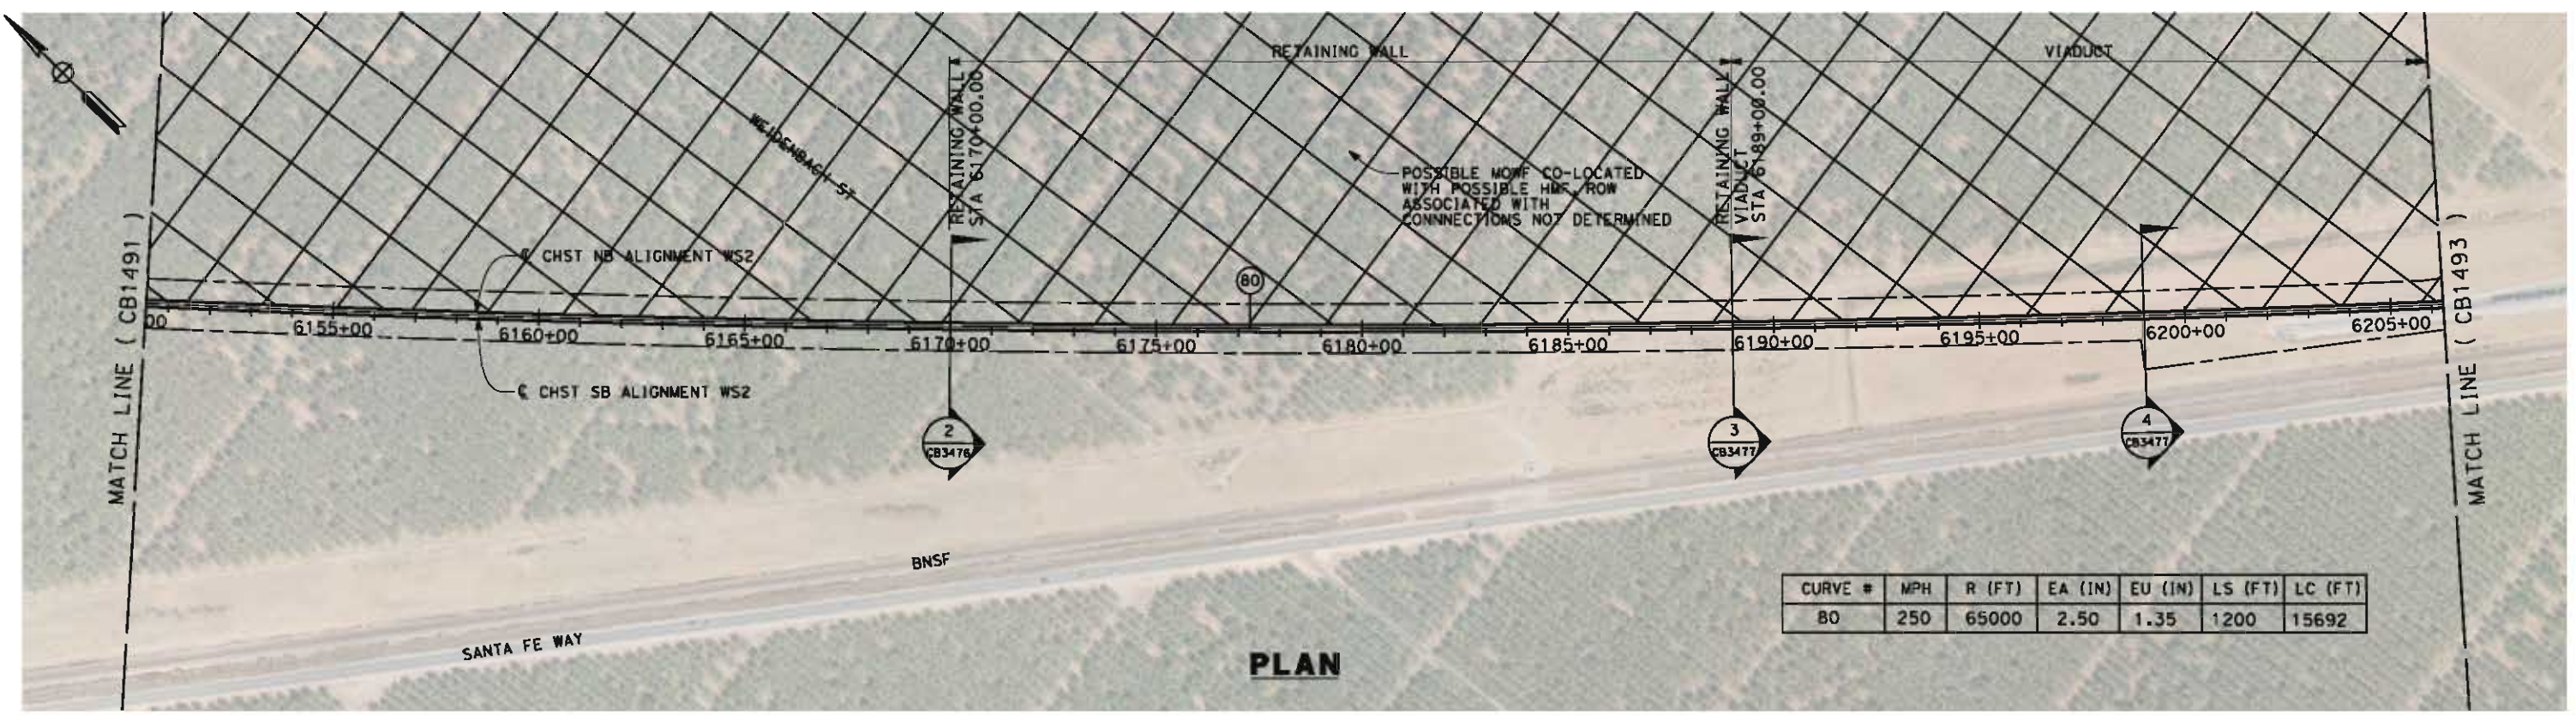 RETAINING WALL
VIADUCT
WEIDENBACH ST
RETAINING WALL
STA 6170+00.00
RETAINING WALL
VIADUCT
STA 6189+00.00
POSSIBLE MOWF CO-LOCATED
WITH POSSIBLE HMF. ROW
ASSOCIATED WITH
CONNNECTIONS NOT DETERMINED
MATCH LINE ( CB1491 )
MATCH LINE ( CB1493 )
℄ CHST NB ALIGNMENT WS2
80
00
6155+00
6160+00
6165+00
6170+00
6175+00
6180+00
6185+00
6190+00
6195+00
6200+00
6205+00
℄ CHST SB ALIGNMENT WS2
2
CB3476
3
CB3477
4
CB3477
BNSF
SANTA FE WAY
CURVE # MPH R (FT) EA (IN) EU (IN) LS (FT) LC (FT)
80 250 65000 2.50 1.35 1200 15692
PLAN